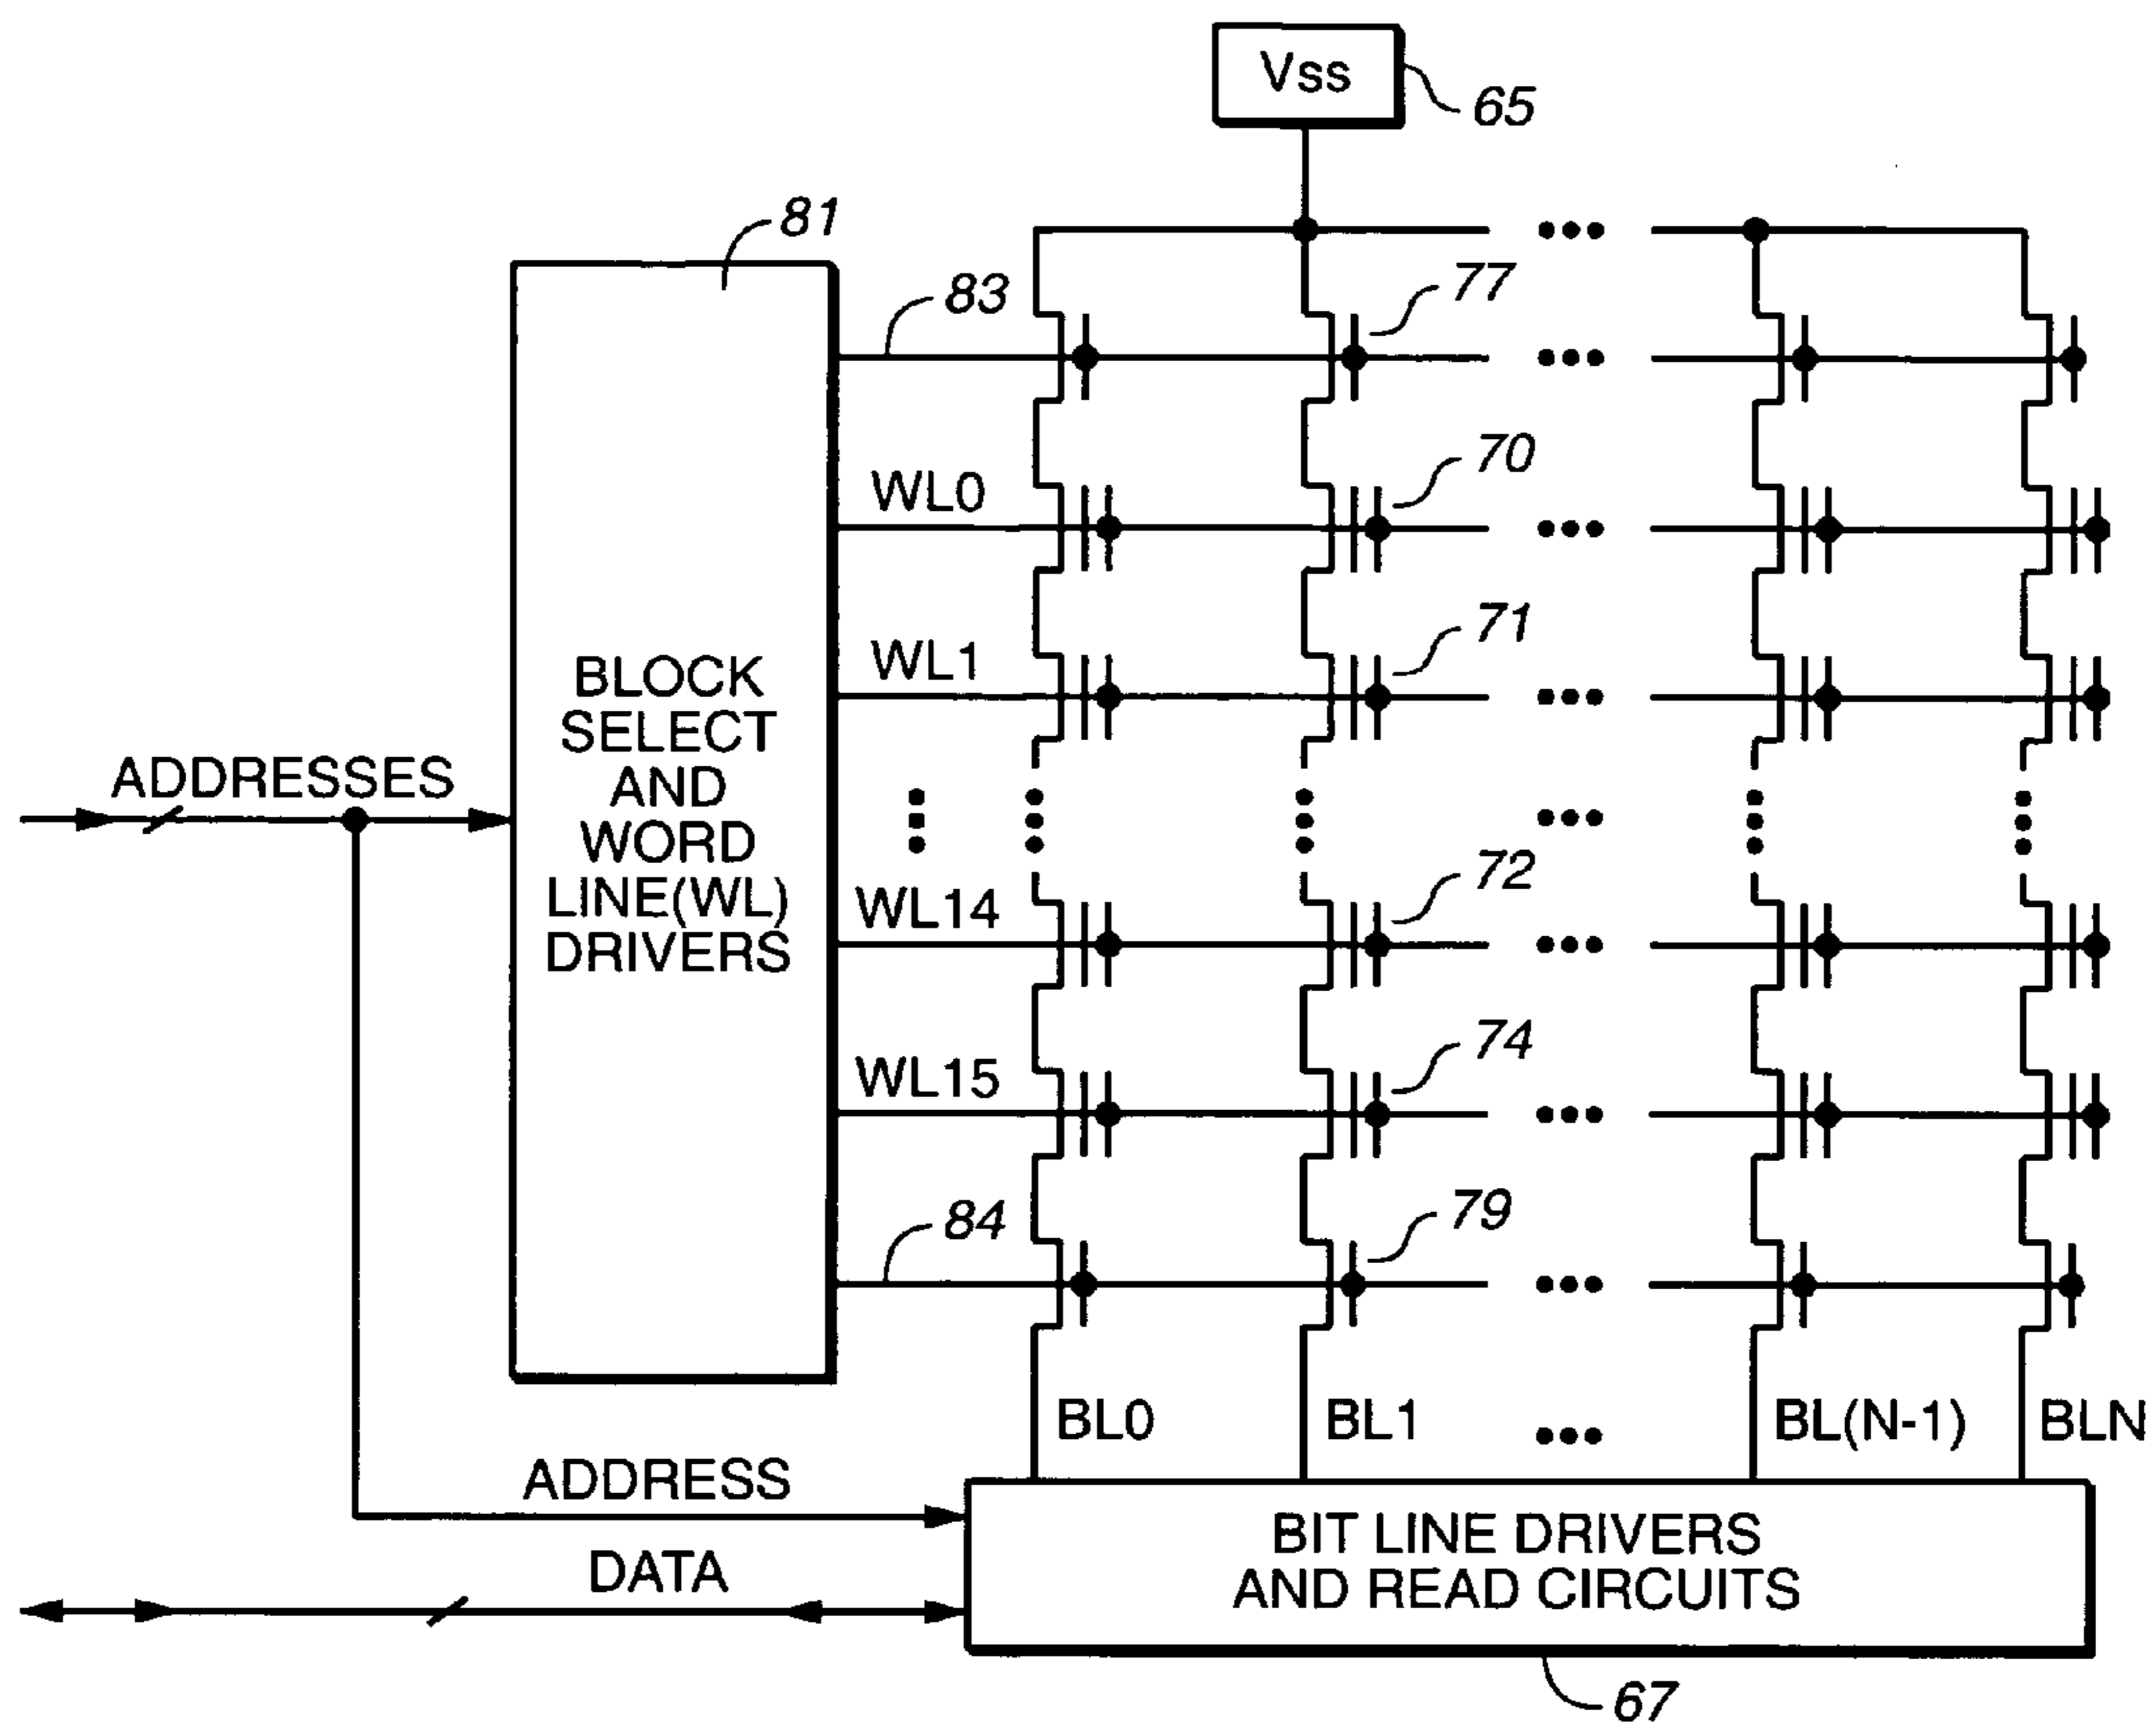 Vss
65
81
83
77
WL0
70
WL1
71
BLOCK
SELECT
AND
WORD
LINE(WL)
DRIVERS
ADDRESSES
WL14
72
WL15
74
84
79
BL0
BL1
BL(N-1)
BLN
ADDRESS
DATA
BIT LINE DRIVERS
AND READ CIRCUITS
67